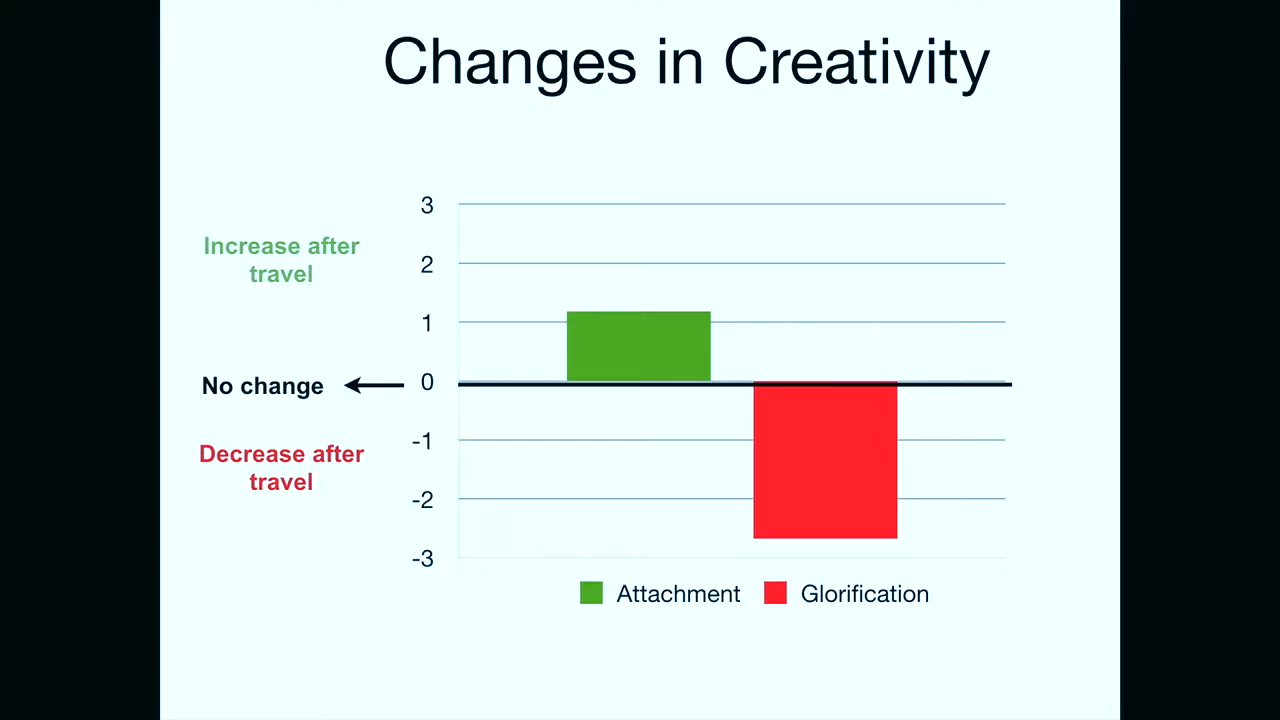 Changes in Creativity
3
Increase after
travel
2
1
No change
0
-1
Decrease after
travel
-2
-3
Attachment
Glorification